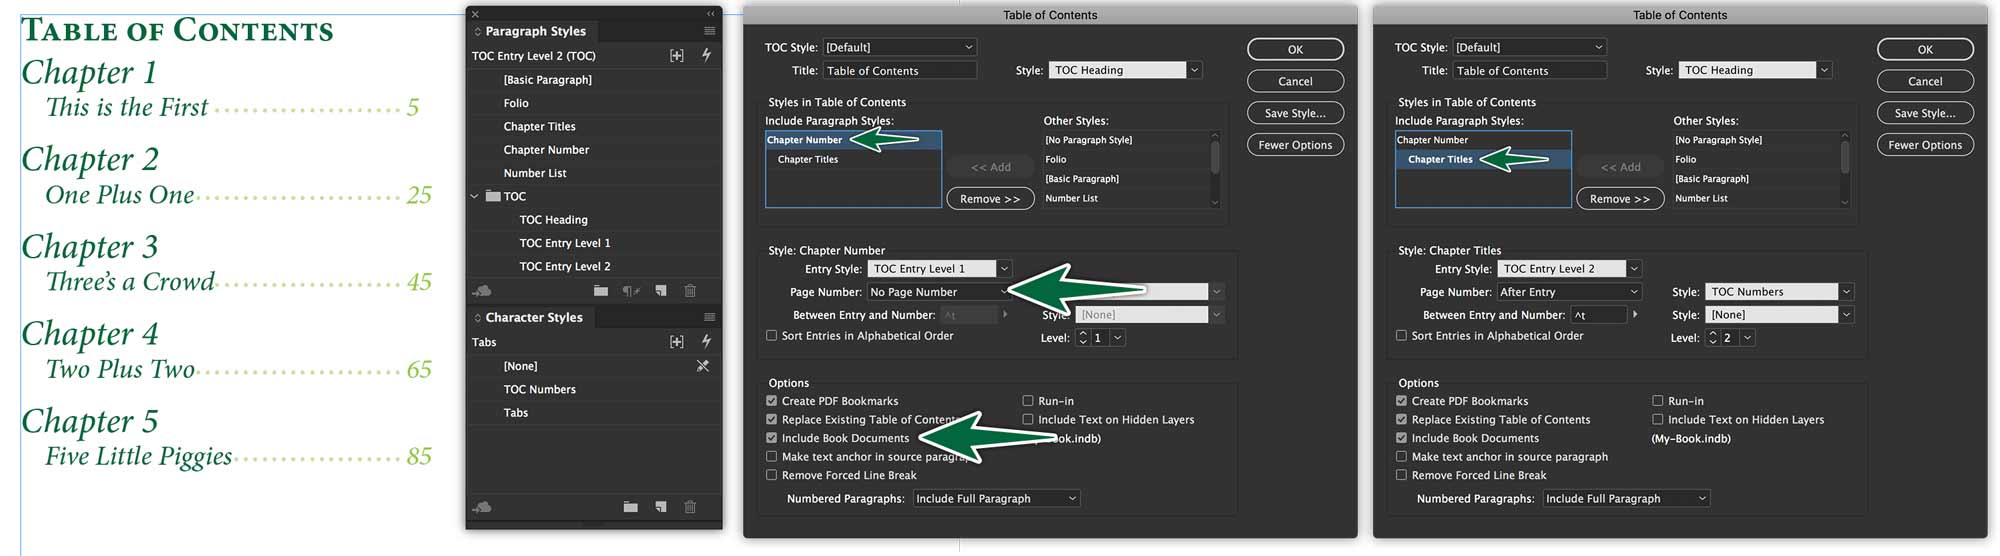 TABLE OF CONTENTS
Chapter 1
This is the First 5
Chapter 2
One Plus One 25
Chapter 3
Three's a Crowd 45
Chapter 4
Two Plus Two 65
Chapter 5
Five Little Piggies 85
Paragraph Styles
TOC Entry Level 2 (TOC)
[Basic Paragraph]
Folio
Chapter Titles
Chapter Number
Number List
TOC
TOC Heading
TOC Entry Level 1
TOC Entry Level 2
Character Styles
Tabs
[None]
TOC Numbers
Tabs
Table of Contents
TOC Style: [Default]
Title: Table of Contents Style: TOC Heading
OK
Cancel
Save Style...
Fewer Options
Styles in Table of Contents
Include Paragraph Styles: Other Styles:
Chapter Number [No Paragraph Style]
Chapter Titles Folio
<< Add [Basic Paragraph]
Remove >> Number List
Style: Chapter Number
Entry Style: TOC Entry Level 1
Page Number: No Page Number
Between Entry and Number: ^t Style: [None]
Sort Entries in Alphabetical Order Level: 1
Options
Create PDF Bookmarks Run-in
Replace Existing Table of Contents Include Text on Hidden Layers
Include Book Documents ook.indb)
Make text anchor in source paragraph
Remove Forced Line Break
Numbered Paragraphs: Include Full Paragraph
Table of Contents
TOC Style: [Default]
Title: Table of Contents Style: TOC Heading
OK
Cancel
Save Style...
Fewer Options
Styles in Table of Contents
Include Paragraph Styles: Other Styles:
Chapter Number [No Paragraph Style]
Chapter Titles Folio
<< Add [Basic Paragraph]
Remove >> Number List
Style: Chapter Titles
Entry Style: TOC Entry Level 2
Page Number: After Entry Style: TOC Numbers
Between Entry and Number: ^t Style: [None]
Sort Entries in Alphabetical Order Level: 2
Options
Create PDF Bookmarks Run-in
Replace Existing Table of Contents Include Text on Hidden Layers
Include Book Documents (My-Book.indb)
Make text anchor in source paragraph
Remove Forced Line Break
Numbered Paragraphs: Include Full Paragraph